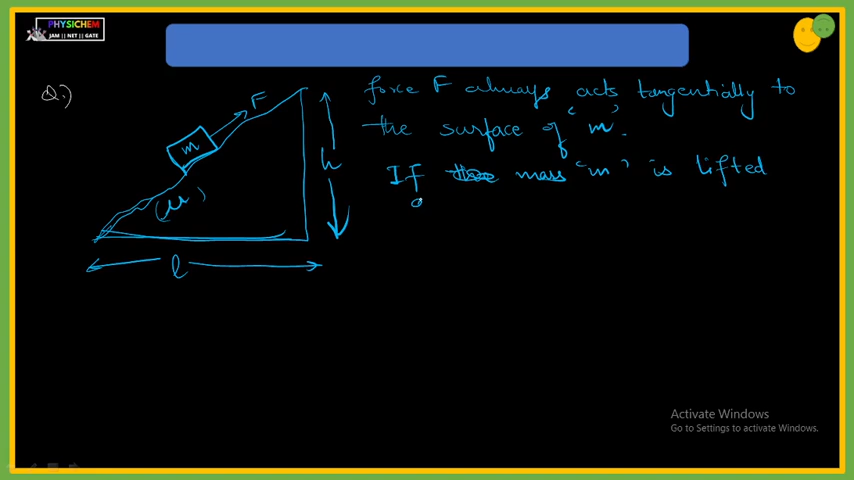 PHYSICHEM
JAM || NET || GATE
Q:)
F
force F always acts tangentially to
the surface of 'm'.
m
h
If mass 'm' is lifted
(μ)
l
Activate Windows
Go to Settings to activate Windows.